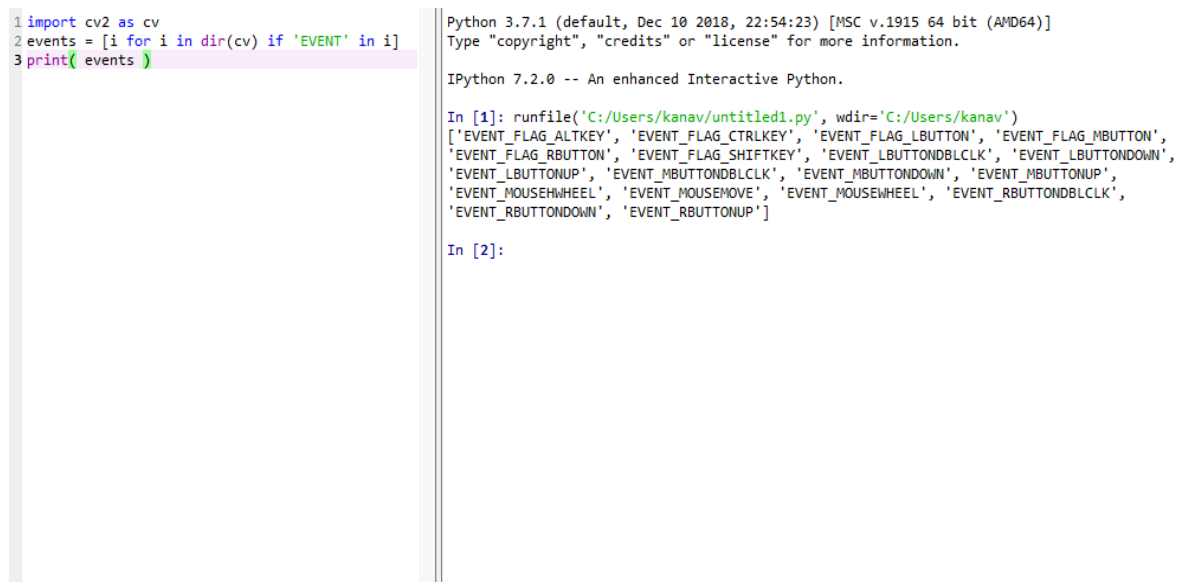 1 import cv2 as cv
2 events = [i for i in dir(cv) if 'EVENT' in i]
3 print( events )
Python 3.7.1 (default, Dec 10 2018, 22:54:23) [MSC v.1915 64 bit (AMD64)]
Type "copyright", "credits" or "license" for more information.
IPython 7.2.0 -- An enhanced Interactive Python.
In [1]: runfile('C:/Users/kanav/untitled1.py', wdir='C:/Users/kanav')
['EVENT_FLAG_ALTKEY', 'EVENT_FLAG_CTRLKEY', 'EVENT_FLAG_LBUTTON', 'EVENT_FLAG_MBUTTON',
'EVENT_FLAG_RBUTTON', 'EVENT_FLAG_SHIFTKEY', 'EVENT_LBUTTONDBLCLK', 'EVENT_LBUTTONDOWN',
'EVENT_LBUTTONUP', 'EVENT_MBUTTONDBLCLK', 'EVENT_MBUTTONDOWN', 'EVENT_MBUTTONUP',
'EVENT_MOUSEHWHEEL', 'EVENT_MOUSEMOVE', 'EVENT_MOUSEWHEEL', 'EVENT_RBUTTONDBLCLK',
'EVENT_RBUTTONDOWN', 'EVENT_RBUTTONUP']
In [2]: